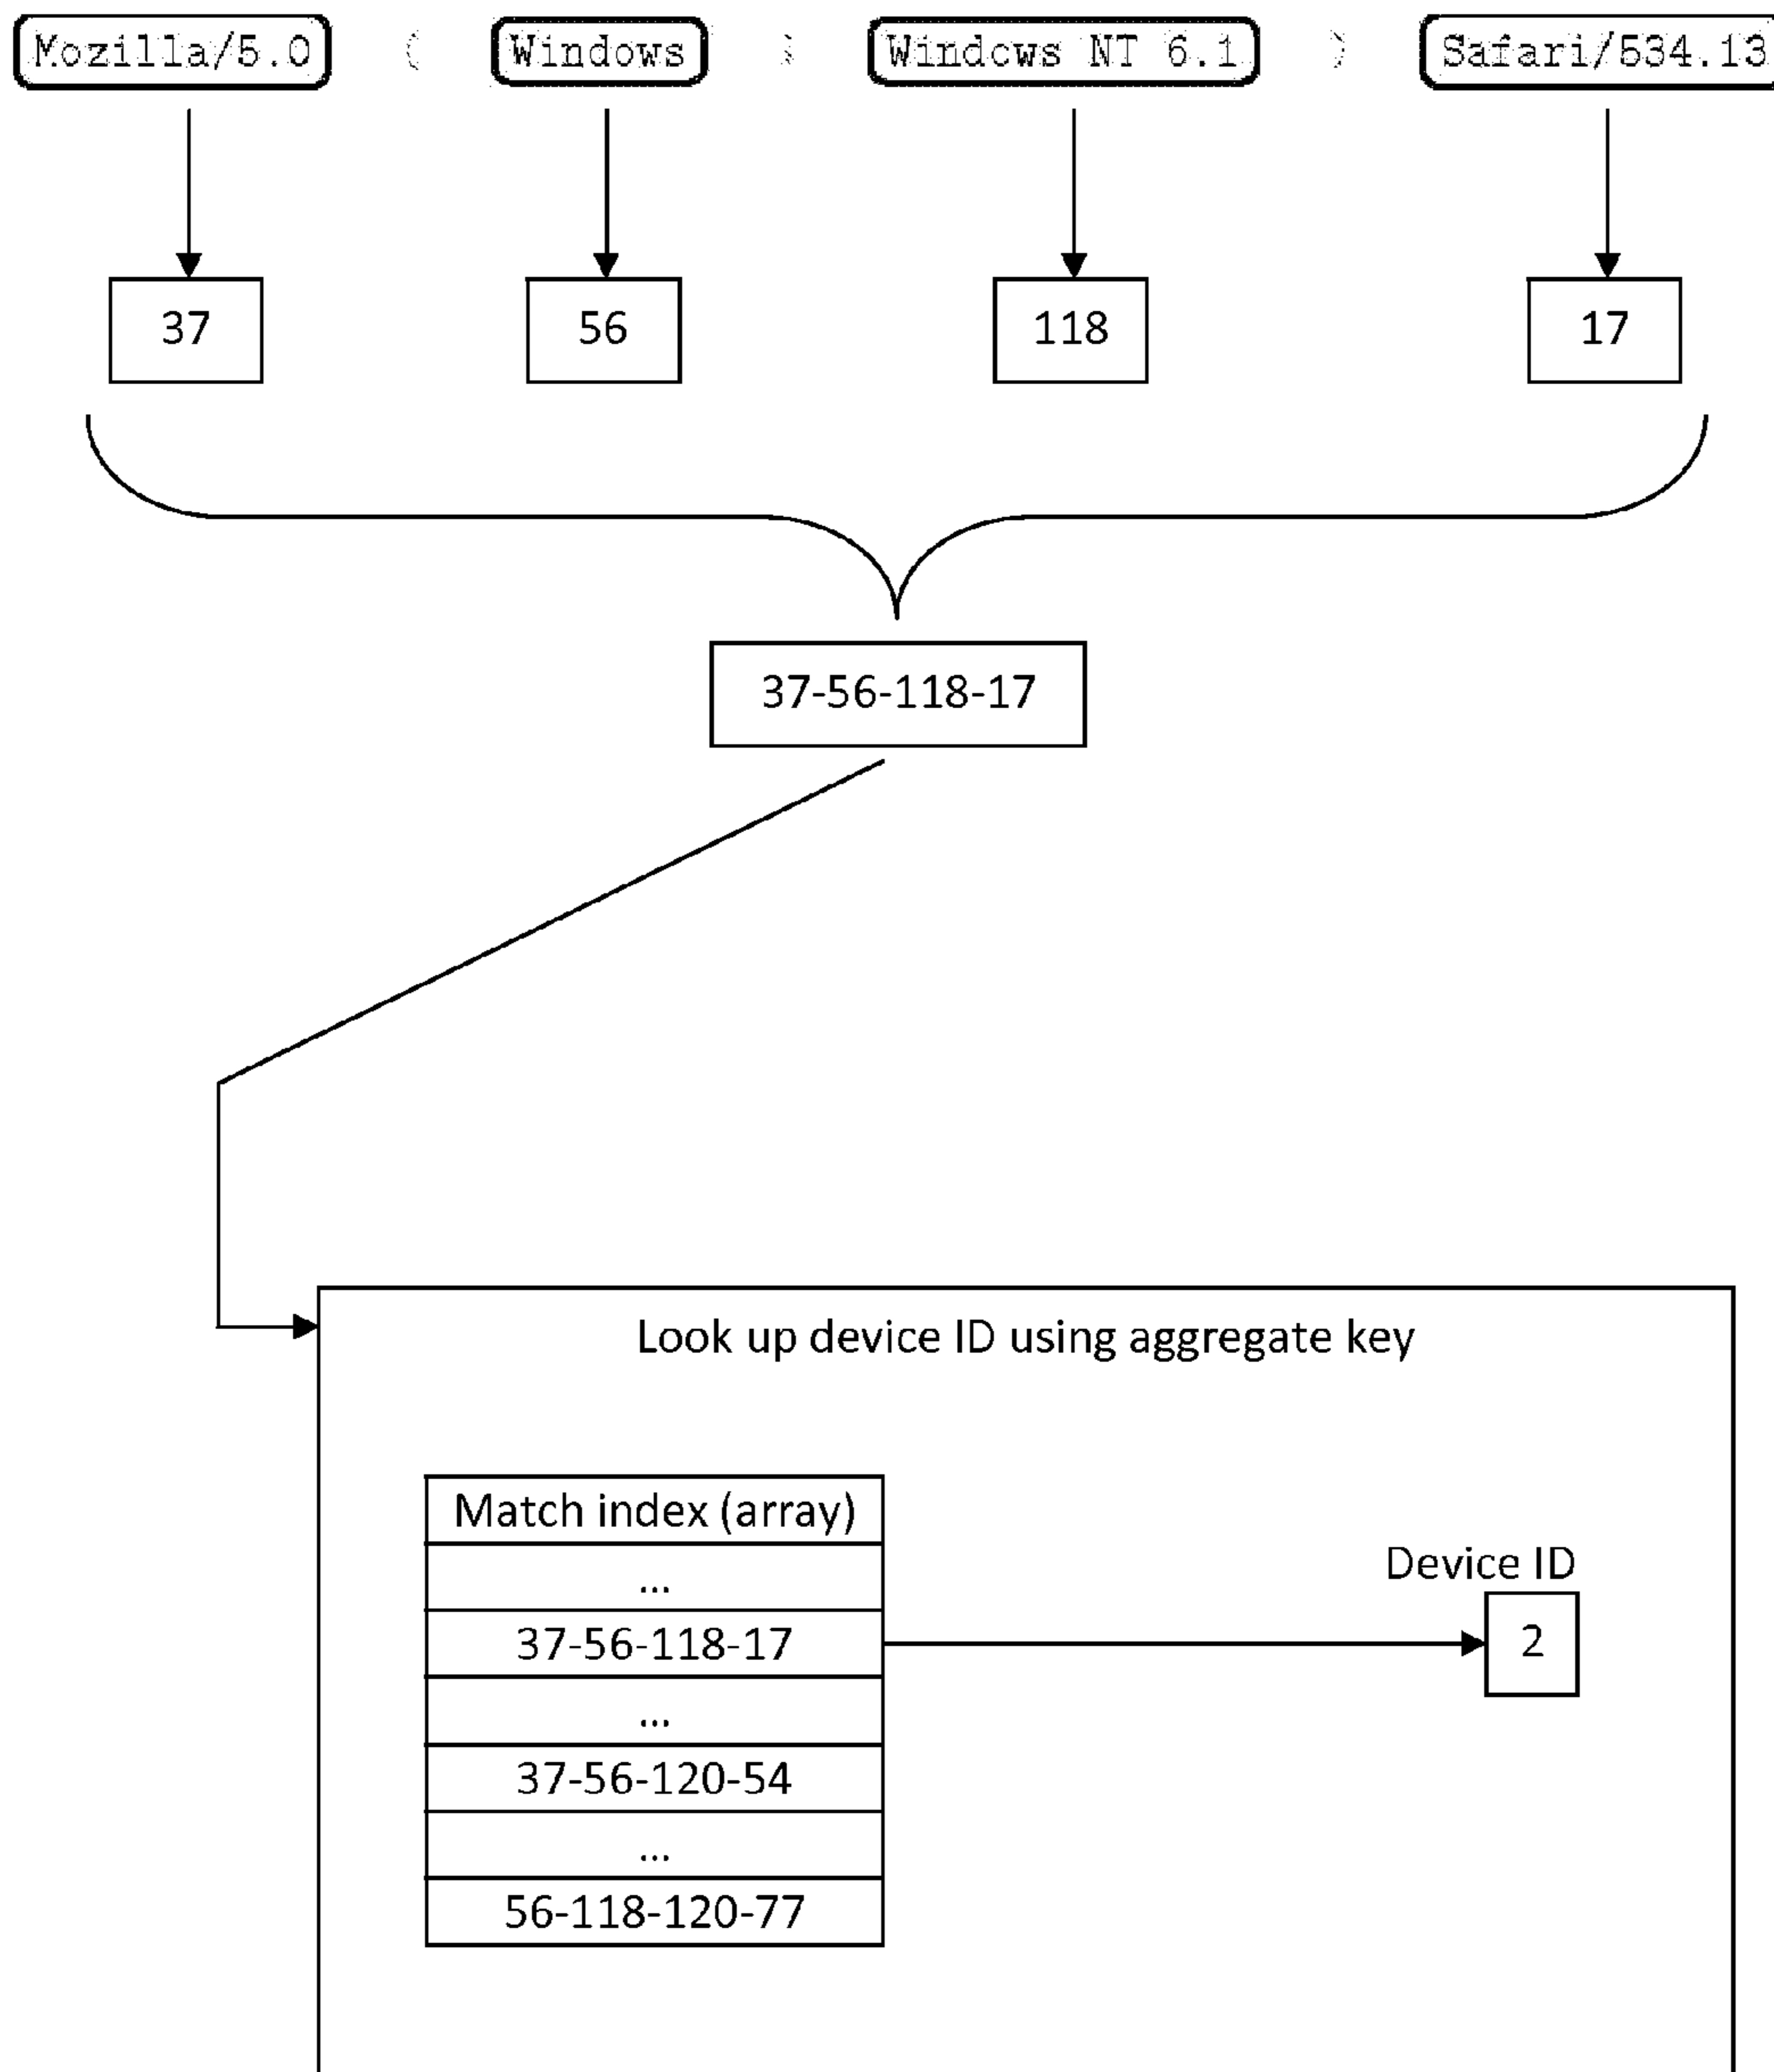 Mozilla/5.0 ( Windows ; Windows NT 6.1 ) Safari/534.13
37 56 118 17
37-56-118-17
Look up device ID using aggregate key
Match index (array)
...
Device ID
37-56-118-17 2
...
37-56-120-54
...
56-118-120-77